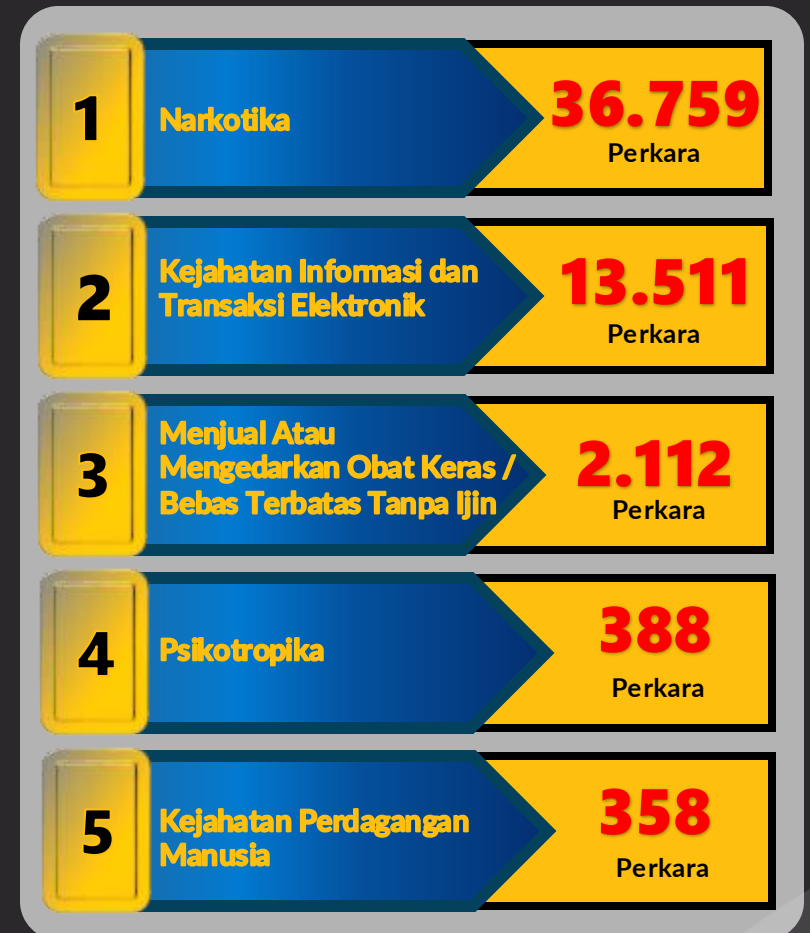 1
Narkotika
36.759
Perkara
2
Kejahatan Informasi dan
Transaksi Elektronik
13.511
Perkara
3
Menjual Atau
Mengedarkan Obat Keras /
Bebas Terbatas Tanpa Ijin
2.112
Perkara
4
Psikotropika
388
Perkara
5
Kejahatan Perdagangan
Manusia
358
Perkara